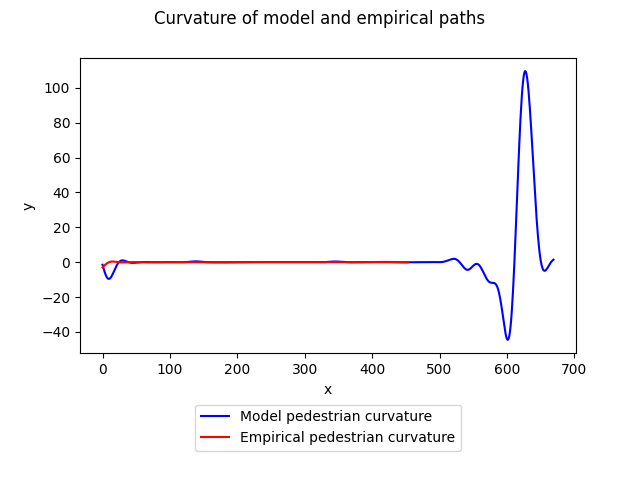 Curvature of model and empirical paths
y
100
80
60
40
20
0
−20
−40
0 100 200 300 400 500 600 700
x
Model pedestrian curvature
Empirical pedestrian curvature